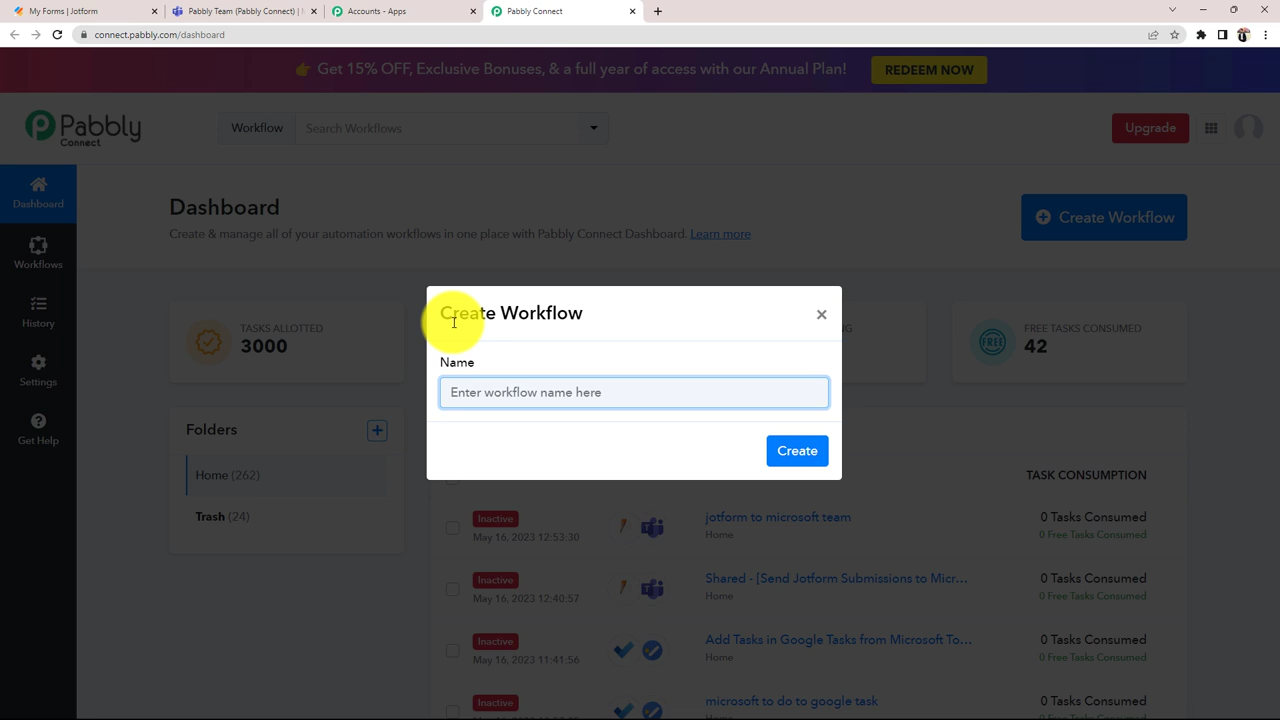 My Forms | Jotform
Pabbly Team (Pabbly Connect) |
Accounts - Apps
Pabbly Connect
connect.pabbly.com/dashboard
👉 Get 15% OFF, Exclusive Bonuses, & a full year of access with our Annual Plan!
REDEEM NOW
Pabbly
Connect
Workflow
Search Workflows
Upgrade
Dashboard
Workflows
History
Settings
Get Help
Dashboard
Create & manage all of your automation workflows in one place with Pabbly Connect Dashboard. Learn more
Create Workflow
TASKS ALLOTTED
3000
FREE TASKS CONSUMED
42
Create Workflow
×
Name
Enter workflow name here
Create
Folders
Home (262)
Trash (24)
TASK CONSUMPTION
Inactive
May 16, 2023 12:53:30
jotform to microsoft team
Home
0 Tasks Consumed
0 Free Tasks Consumed
Inactive
May 16, 2023 12:40:57
Shared - [Send Jotform Submissions to Micr...
Home
0 Tasks Consumed
0 Free Tasks Consumed
Inactive
May 16, 2023 11:41:56
Add Tasks in Google Tasks from Microsoft To...
Home
0 Tasks Consumed
0 Free Tasks Consumed
Inactive
microsoft to do to google task
Home
0 Tasks Consumed
0 Free Tasks Consumed